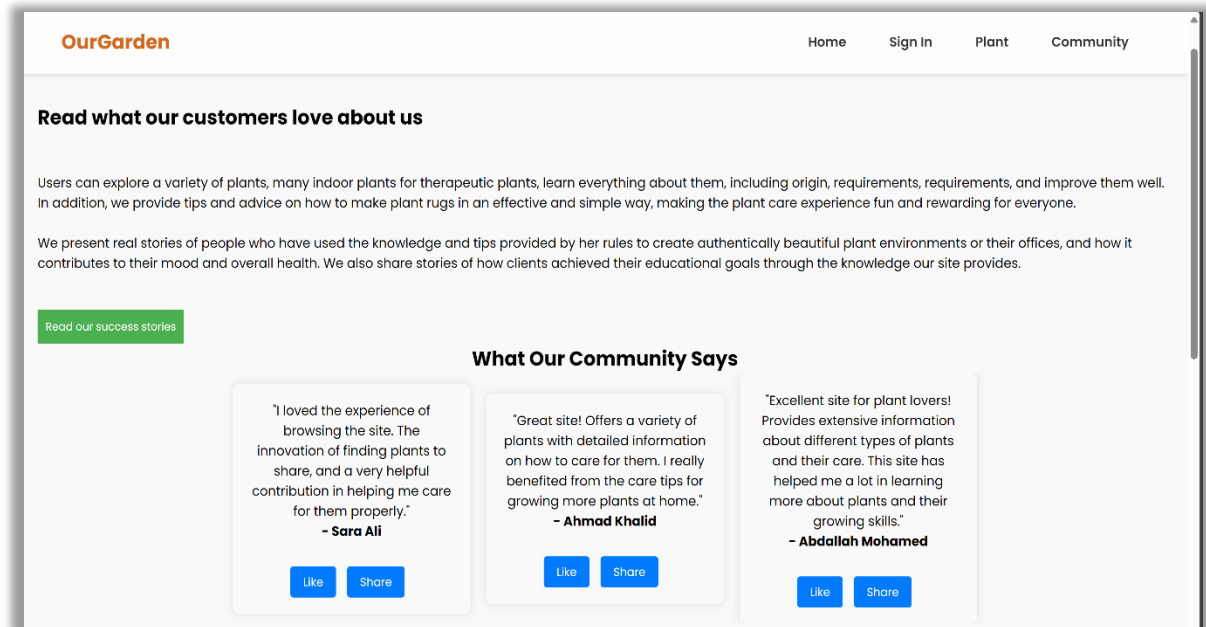 OurGarden
Home Sign In Plant Community
Read what our customers love about us
Users can explore a variety of plants, many indoor plants for therapeutic plants, learn everything about them, including origin, requirements, requirements, and improve them well.
In addition, we provide tips and advice on how to make plant rugs in an effective and simple way, making the plant care experience fun and rewarding for everyone.
We present real stories of people who have used the knowledge and tips provided by her rules to create authentically beautiful plant environments or their offices, and how it
contributes to their mood and overall health. We also share stories of how clients achieved their educational goals through the knowledge our site provides.
Read our success stories
What Our Community Says
"I loved the experience of
browsing the site. The
innovation of finding plants to
share, and a very helpful
contribution in helping me care
for them properly."
- Sara Ali
Like Share
"Great site! Offers a variety of
plants with detailed information
on how to care for them. I really
benefited from the care tips for
growing more plants at home."
- Ahmad Khalid
Like Share
"Excellent site for plant lovers!
Provides extensive information
about different types of plants
and their care. This site has
helped me a lot in learning
more about plants and their
growing skills."
- Abdallah Mohamed
Like Share